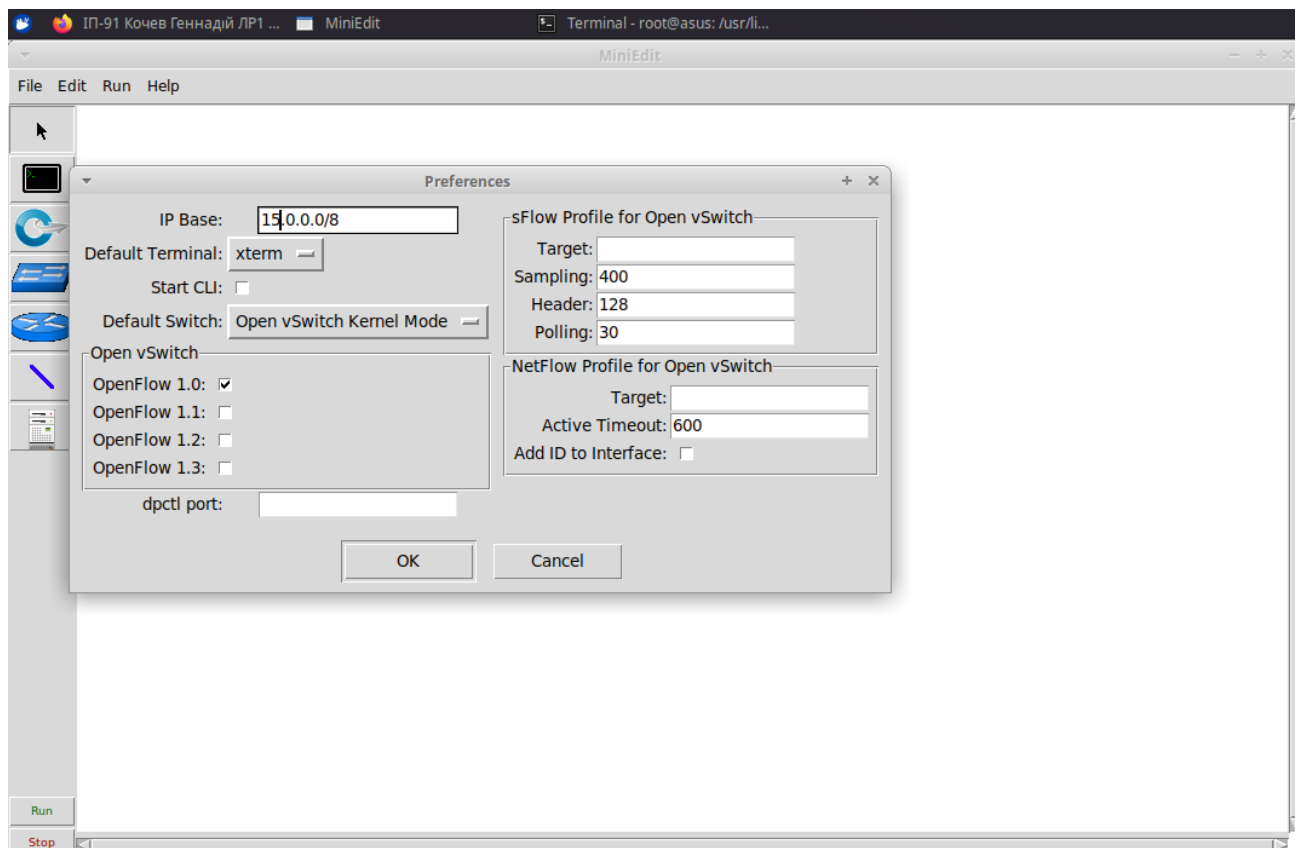 ІП-91 Кочев Геннадій ЛР1 ... MiniEdit Terminal - root@asus: /usr/li...
MiniEdit
File Edit Run Help
Preferences
IP Base: 15.0.0.0/8
Default Terminal: xterm
Start CLI:
Default Switch: Open vSwitch Kernel Mode
Open vSwitch
OpenFlow 1.0:
OpenFlow 1.1:
OpenFlow 1.2:
OpenFlow 1.3:
dpctl port:
sFlow Profile for Open vSwitch
Target:
Sampling: 400
Header: 128
Polling: 30
NetFlow Profile for Open vSwitch
Target:
Active Timeout: 600
Add ID to Interface:
OK Cancel
Run
Stop